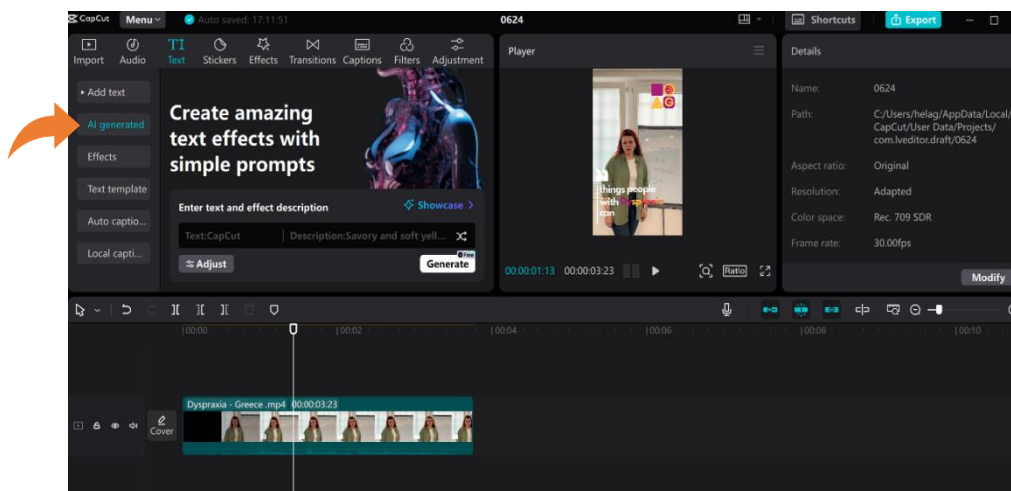 CapCut Menu Auto saved: 17:11:51 0624 Shortcuts Export
Import Audio Text Stickers Effects Transitions Captions Filters Adjustment
Add text
AI generated
Effects
Text template
Auto captio...
Local capti...
Create amazing
text effects with
simple prompts
Enter text and effect description Showcase >
Text:CapCut Description:Savory and soft yell...
Adjust
Free
Generate
Player
things people
with
can
00:00:01:13 00:00:03:23 Ratio
Details
Name: 0624
Path: C:/Users/helag/AppData/Local/
CapCut/User Data/Projects/
com.lveditor.draft/0624
Aspect ratio: Original
Resolution: Adapted
Color space: Rec. 709 SDR
Frame rate: 30.00fps
Modify
00:00 00:02 00:04 00:06 00:08 00:10
Dyspraxia - Greece .mp4 00:00:03:23
Cover